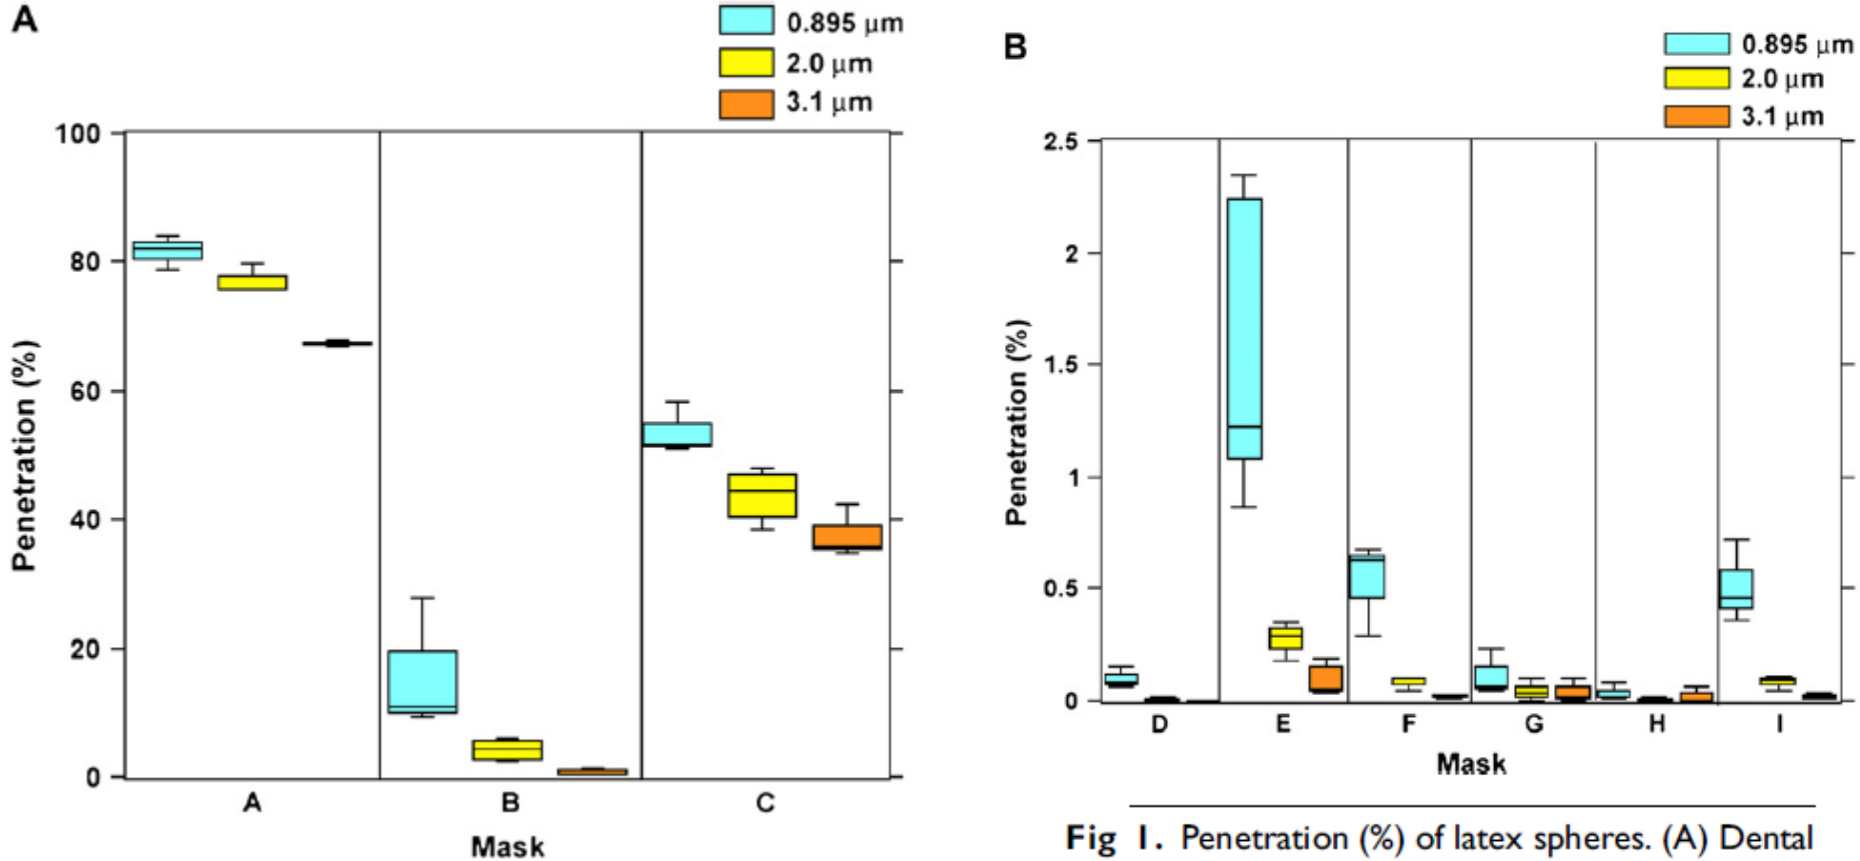 A
0.895 μm
2.0 μm
3.1 μm
100
80
60
40
20
0
Penetration (%)
A B C
Mask
B
0.895 μm
2.0 μm
3.1 μm
2.5
2
1.5
1
0.5
0
Penetration (%)
D E F G H I
Mask
Fig 1. Penetration (%) of latex spheres. (A) Dental